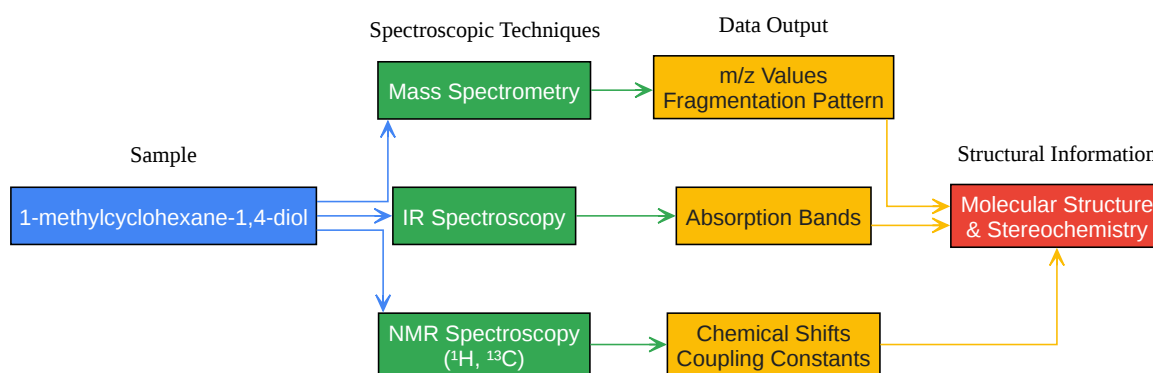 Spectroscopic Techniques
Data Output
Mass Spectrometry
m/z Values
Fragmentation Pattern
Sample
Structural Information
1-methylcyclohexane-1,4-diol
IR Spectroscopy
Absorption Bands
Molecular Structure
& Stereochemistry
NMR Spectroscopy
(¹H, ¹³C)
Chemical Shifts
Coupling Constants